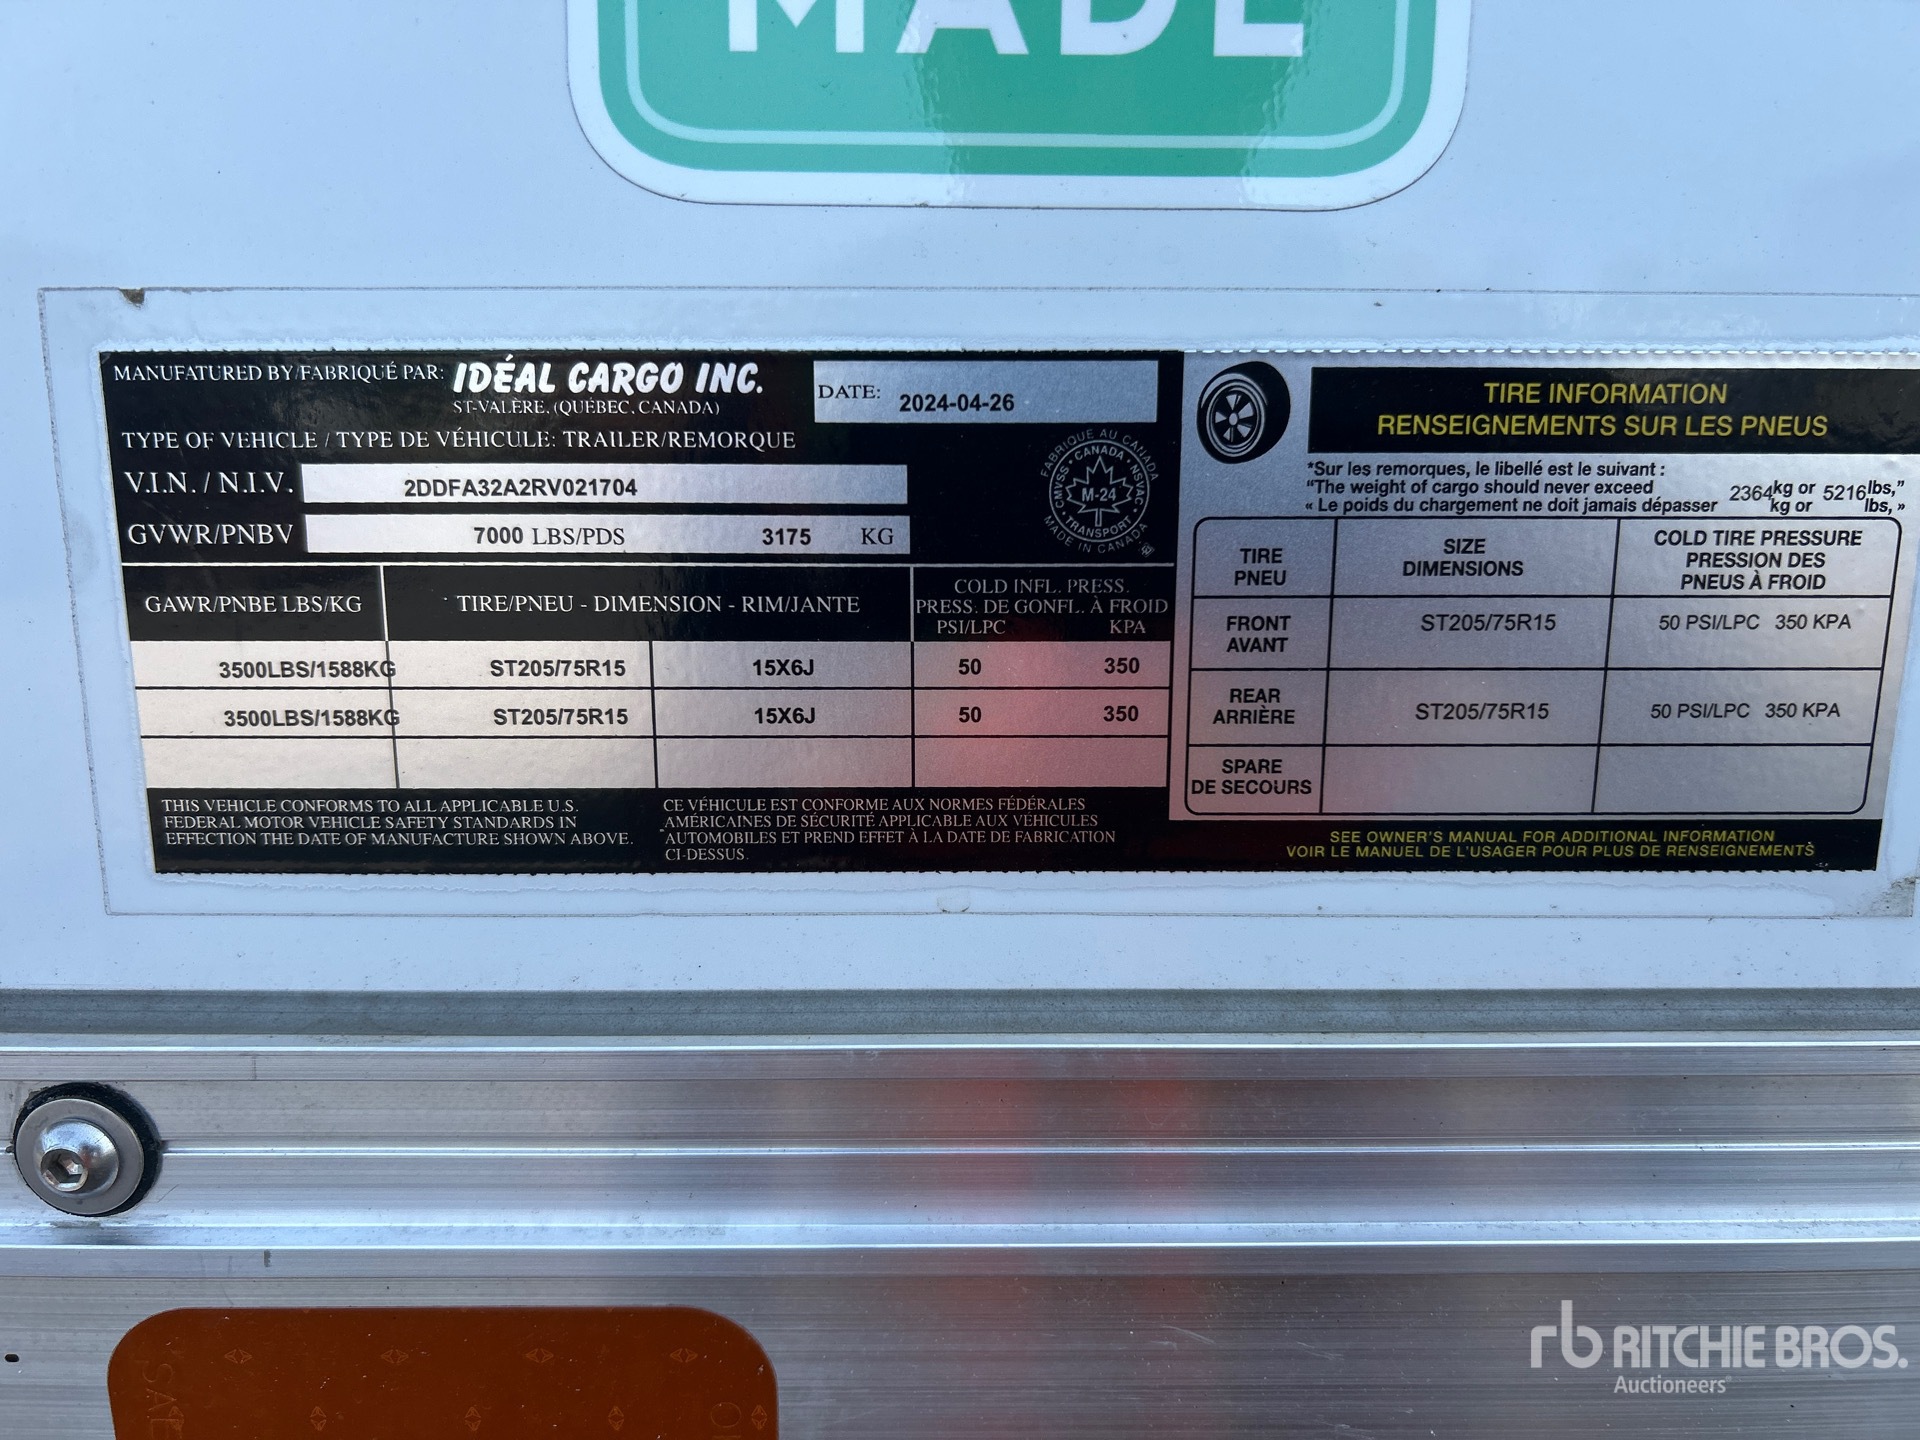 MADE
MANUFATURED BY/FABRIQUÉ PAR: IDÉAL CARGO INC.
ST-VALÈRE, (QUÉBEC, CANADA)
DATE: 2024-04-26
TYPE OF VEHICLE / TYPE DE VÉHICULE: TRAILER/REMORQUE
V.I.N. / N.I.V. 2DDFA32A2RV021704
GVWR/PNBV 7000 LBS/PDS 3175 KG
FABRIQUE AU CANADA
CMVSS • CANADA • NSVAC
M-24
• TRANSPORT •
MADE IN CANADA
GAWR/PNBE LBS/KG TIRE/PNEU - DIMENSION - RIM/JANTE COLD INFL. PRESS.
PRESS. DE GONFL. À FROID
PSI/LPC KPA
3500LBS/1588KG ST205/75R15 15X6J 50 350
3500LBS/1588KG ST205/75R15 15X6J 50 350
THIS VEHICLE CONFORMS TO ALL APPLICABLE U.S.
FEDERAL MOTOR VEHICLE SAFETY STANDARDS IN
EFFECTION THE DATE OF MANUFACTURE SHOWN ABOVE.
CE VÉHICULE EST CONFORME AUX NORMES FÉDÉRALES
AMÉRICAINES DE SÉCURITÉ APPLICABLE AUX VÉHICULES
AUTOMOBILES ET PREND EFFET À LA DATE DE FABRICATION
CI-DESSUS.
TIRE INFORMATION
RENSEIGNEMENTS SUR LES PNEUS
*Sur les remorques, le libellé est le suivant :
"The weight of cargo should never exceed 2364 kg or 5216 lbs,"
« Le poids du chargement ne doit jamais dépasser kg or lbs, »
TIRE
PNEU
SIZE
DIMENSIONS
COLD TIRE PRESSURE
PRESSION DES
PNEUS À FROID
FRONT
AVANT
ST205/75R15 50 PSI/LPC 350 KPA
REAR
ARRIÈRE
ST205/75R15 50 PSI/LPC 350 KPA
SPARE
DE SECOURS
SEE OWNER'S MANUAL FOR ADDITIONAL INFORMATION
VOIR LE MANUEL DE L'USAGER POUR PLUS DE RENSEIGNEMENTS
rb RITCHIE BROS.
Auctioneers